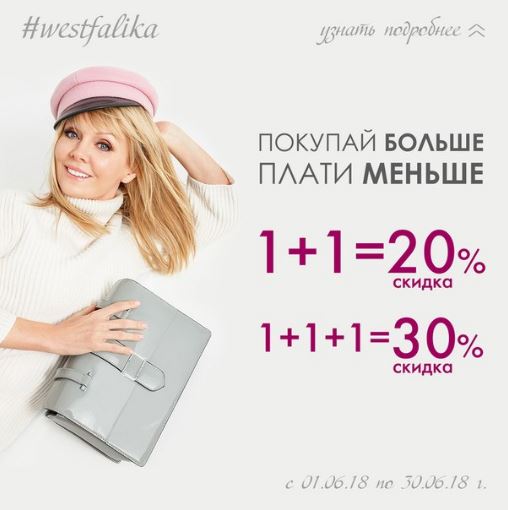 #westfalika
узнать подробнее
ПОКУПАЙ БОЛЬШЕ
ПЛАТИ МЕНЬШЕ
1+1=20%
скидка
1+1+1=30%
скидка
с 01.06.18 по 30.06.18 г.